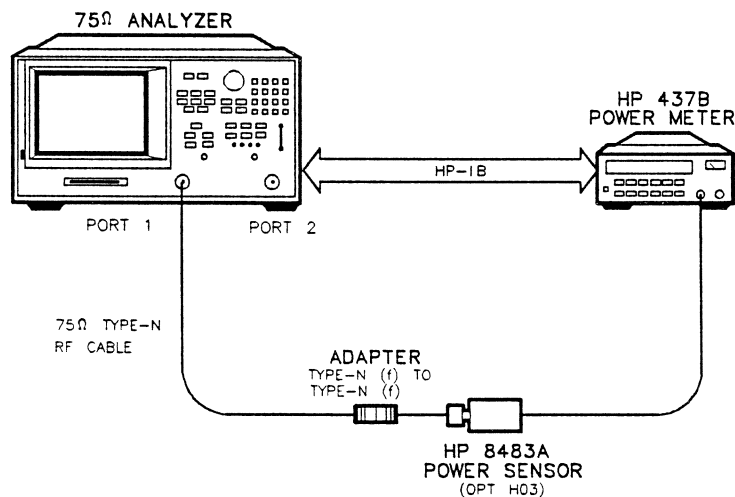 75Ω ANALYZER
HP 437B
POWER METER
HP-IB
PORT 1
PORT 2
75Ω TYPE-N
RF CABLE
ADAPTER
TYPE-N (f) TO
TYPE-N (f)
HP 8483A
POWER SENSOR
(OPT H03)